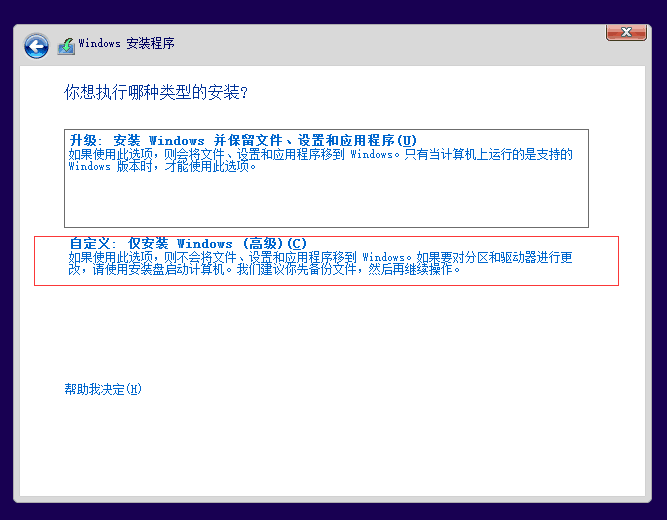 Windows 安装程序
你想执行哪种类型的安装?
升级: 安装 Windows 并保留文件、设置和应用程序(U)
如果使用此选项，则会将文件、设置和应用程序移到 Windows。只有当计算机上运行的是支持的
Windows 版本时，才能使用此选项。
自定义: 仅安装 Windows (高级)(C)
如果使用此选项，则不会将文件、设置和应用程序移到 Windows。如果要对分区和驱动器进行更
改，请使用安装盘启动计算机。我们建议你先备份文件，然后再继续操作。
帮助我决定(H)